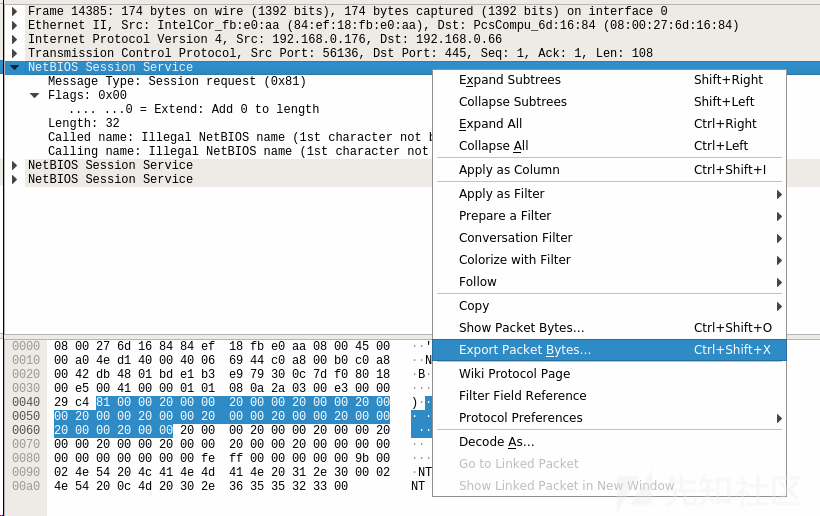 Frame 14385: 174 bytes on wire (1392 bits), 174 bytes captured (1392 bits) on interface 0
Ethernet II, Src: IntelCor_fb:e0:aa (84:ef:18:fb:e0:aa), Dst: PcsCompu_6d:16:84 (08:00:27:6d:16:84)
Internet Protocol Version 4, Src: 192.168.0.176, Dst: 192.168.0.66
Transmission Control Protocol, Src Port: 56136, Dst Port: 445, Seq: 1, Ack: 1, Len: 108
NetBIOS Session Service
Message Type: Session request (0x81)
Flags: 0x00
.... ...0 = Extend: Add 0 to length
Length: 32
Called name: Illegal NetBIOS name (1st character not b
Calling name: Illegal NetBIOS name (1st character not
NetBIOS Session Service
NetBIOS Session Service
Expand Subtrees Shift+Right
Collapse Subtrees Shift+Left
Expand All Ctrl+Right
Collapse All Ctrl+Left
Apply as Column Ctrl+Shift+I
Apply as Filter
Prepare a Filter
Conversation Filter
Colorize with Filter
Follow
Copy
Show Packet Bytes... Ctrl+Shift+O
Export Packet Bytes... Ctrl+Shift+X
Wiki Protocol Page
Filter Field Reference
Protocol Preferences
Decode As...
Go to Linked Packet
Show Linked Packet in New Window
0000 08 00 27 6d 16 84 84 ef 18 fb e0 aa 08 00 45 00 ··'
0010 00 a0 4e d1 40 00 40 06 69 44 c0 a8 00 b0 c0 a8 ··N
0020 00 42 db 48 01 bd e1 b3 e9 79 30 0c 7d f0 80 18 ·B·
0030 00 e5 00 41 00 00 01 01 08 0a 2a 03 00 e3 00 00 ···
0040 29 c4 81 00 00 20 00 00 20 00 00 20 00 00 20 00 )··
0050 00 20 00 00 20 00 00 20 00 00 20 00 00 20 00 00 · ·
0060 20 00 00 20 00 00 20 00 00 20 00 00 20 00 00 20 ··
0070 00 00 20 00 00 20 00 00 20 00 00 20 00 00 00 00 ··
0080 00 00 00 00 00 00 00 fe ff 00 00 00 00 00 9b 00 ···
0090 02 4e 54 20 4c 41 4e 4d 41 4e 20 31 2e 30 00 02 ·NT
00a0 4e 54 20 0c 4d 20 30 2e 36 35 35 32 33 00 NT
先知社区